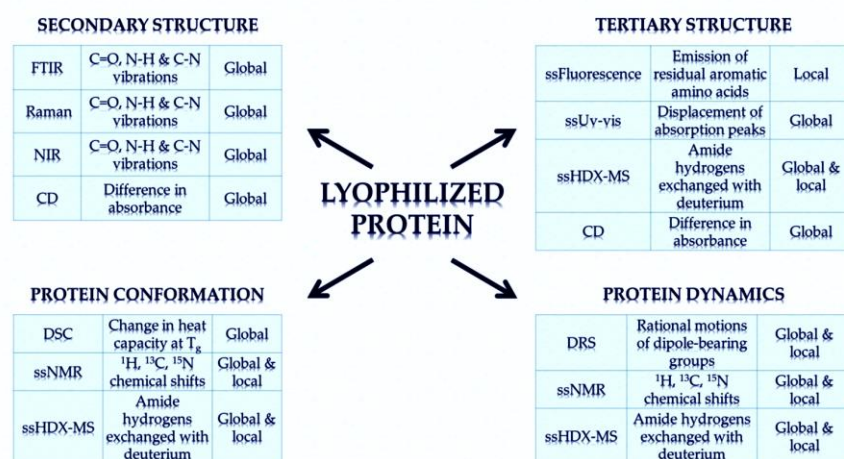 SECONDARY STRUCTURE
FTIR
C=O, N-H & C-N
vibrations
Global
Raman
C=O, N-H & C-N
vibrations
Global
NIR
C=O, N-H & C-N
vibrations
Global
CD
Difference in
absorbance
Global
TERTIARY STRUCTURE
ssFluorescence
Emission of
residual aromatic
amino acids
Local
ssUv-vis
Displacement of
absorption peaks
Global
ssHDX-MS
Amide
hydrogens
exchanged with
deuterium
Global &
local
CD
Difference in
absorbance
Global
LYOPHILIZED
PROTEIN
PROTEIN CONFORMATION
DSC
Change in heat
capacity at Tg
Global
ssNMR
¹H, ¹³C, ¹⁵N
chemical shifts
Global &
local
ssHDX-MS
Amide
hydrogens
exchanged with
deuterium
Global &
local
PROTEIN DYNAMICS
DRS
Rational motions
of dipole-bearing
groups
Global &
local
ssNMR
¹H, ¹³C, ¹⁵N
chemical shifts
Global &
local
ssHDX-MS
Amide hydrogens
exchanged with
deuterium
Global &
local